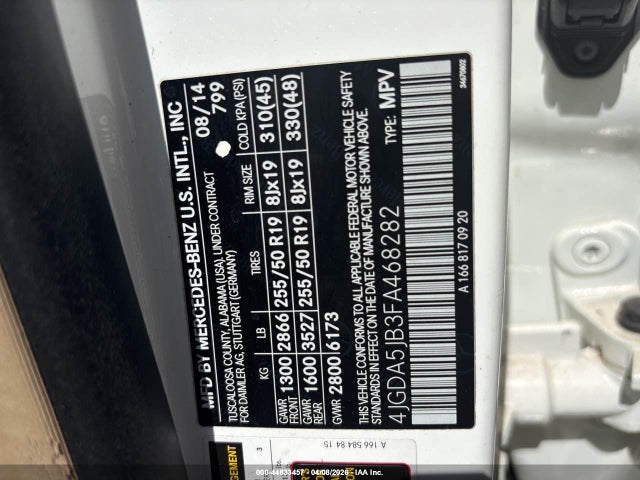 MFD BY MERCEDES-BENZ U.S. INTL., INC
TUSCALOOSA COUNTY, ALABAMA (USA), UNDER CONTRACT
FOR DAIMLER AG, STUTTGART (GERMANY)
08/14
799
KG LB TIRES RIM SIZE COLD KPA(PSI)
GAWR FRONT 1300 2866 255/50 R19 8Jx19 310(45)
GAWR REAR 1600 3527 255/50 R19 8Jx19 330(48)
GVWR 2800 6173
THIS VEHICLE CONFORMS TO ALL APPLICABLE FEDERAL MOTOR VEHICLE SAFETY
STANDARDS IN EFFECT ON THE DATE OF MANUFACTURE SHOWN ABOVE.
4JGDA5JB3FA468282 TYPE: MPV
A 166 817 09 20
34670802
A 166 584 84 15
3
000-44833457 - 04/08/2026 -